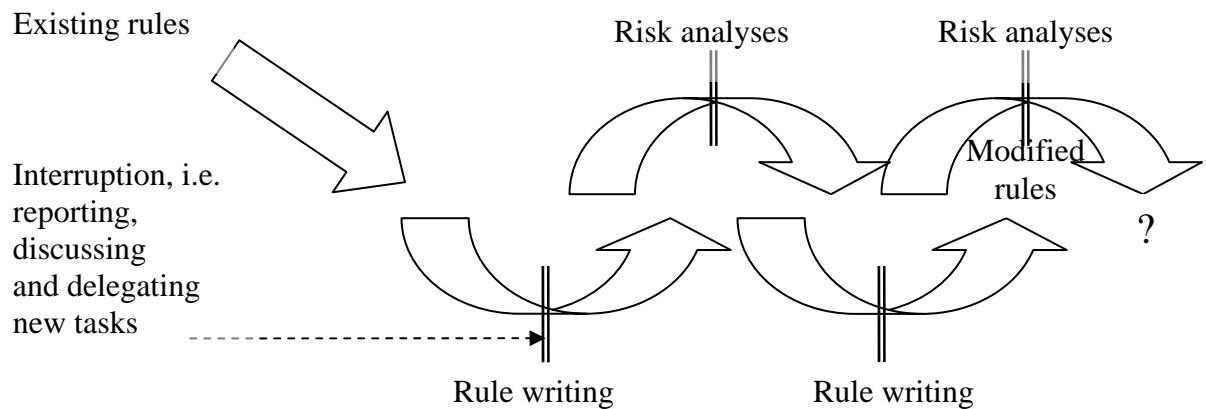 Existing rules
Risk analyses
Risk analyses
Interruption, i.e.
reporting,
discussing
and delegating
new tasks
Modified
rules
?
Rule writing
Rule writing